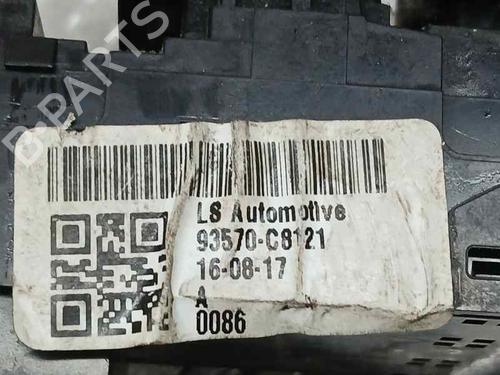 B-PARTS
LS Automotive
93570-C8121
16-08-17
A
0086